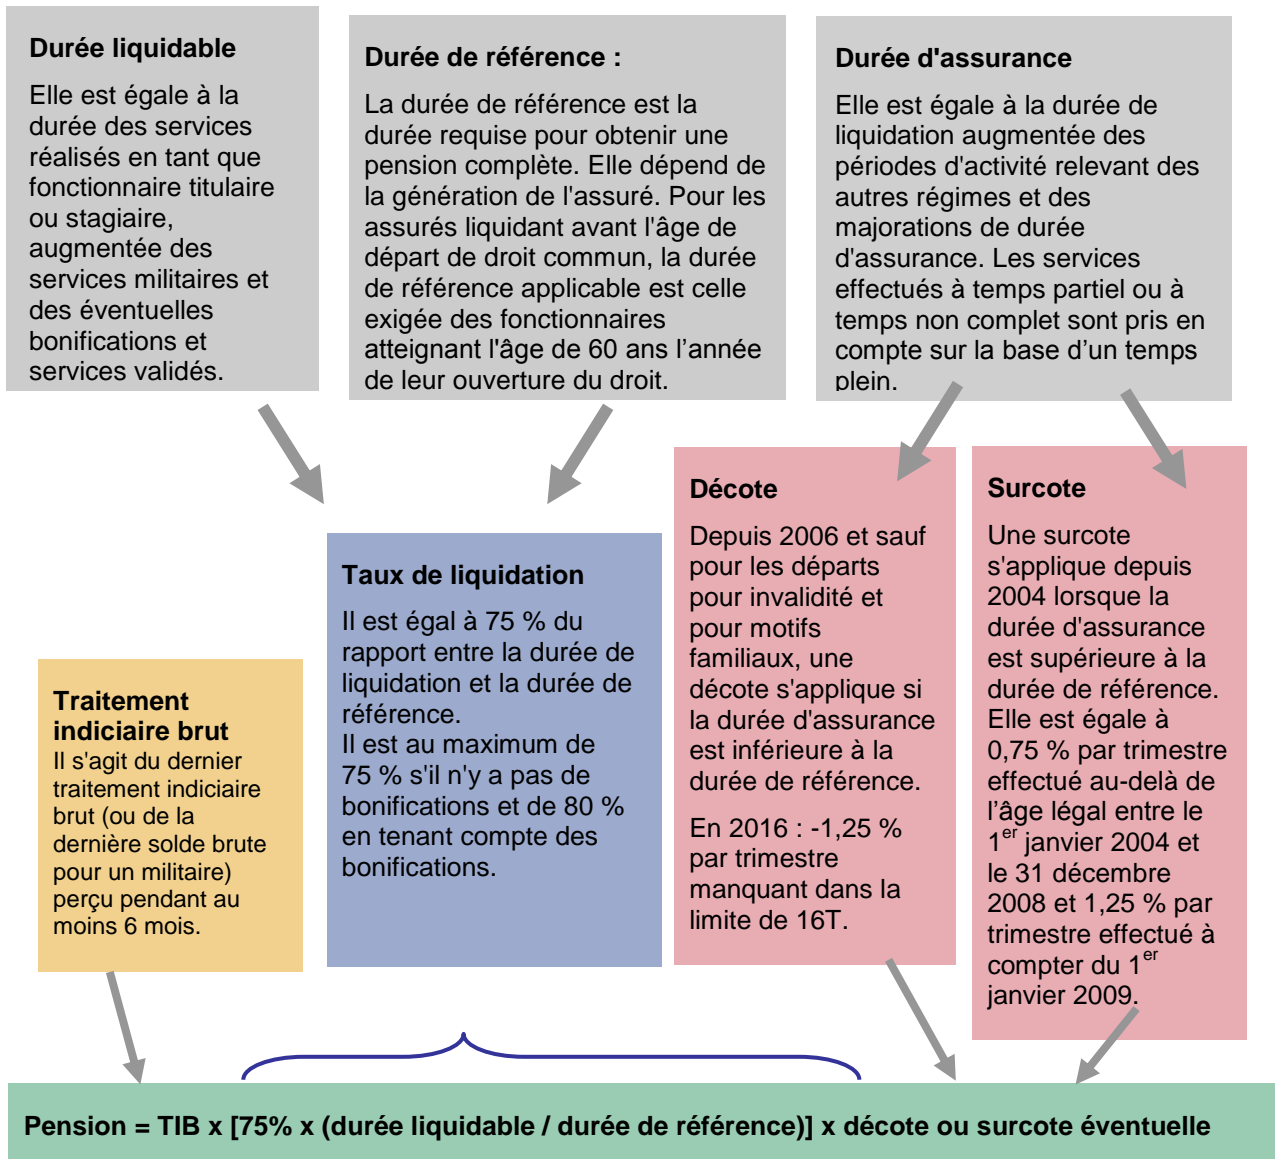 Durée liquidable
Elle est égale à la
durée des services
réalisés en tant que
fonctionnaire titulaire
ou stagiaire,
augmentée des
services militaires et
des éventuelles
bonifications et
services validés.
Durée de référence :
La durée de référence est la
durée requise pour obtenir une
pension complète. Elle dépend de
la génération de l'assuré. Pour les
assurés liquidant avant l'âge de
départ de droit commun, la durée
de référence applicable est celle
exigée des fonctionnaires
atteignant l'âge de 60 ans l’année
de leur ouverture du droit.
Durée d'assurance
Elle est égale à la durée de
liquidation augmentée des
périodes d'activité relevant des
autres régimes et des
majorations de durée
d'assurance. Les services
effectués à temps partiel ou à
temps non complet sont pris en
compte sur la base d’un temps
plein.
Traitement
indiciaire brut
Il s'agit du dernier
traitement indiciaire
brut (ou de la
dernière solde brute
pour un militaire)
perçu pendant au
moins 6 mois.
Taux de liquidation
Il est égal à 75 % du
rapport entre la durée de
liquidation et la durée de
référence.
Il est au maximum de
75 % s'il n'y a pas de
bonifications et de 80 %
en tenant compte des
bonifications.
Décote
Depuis 2006 et sauf
pour les départs
pour invalidité et
pour motifs
familiaux, une
décote s'applique si
la durée d'assurance
est inférieure à la
durée de référence.
En 2016 : -1,25 %
par trimestre
manquant dans la
limite de 16T.
Surcote
Une surcote
s'applique depuis
2004 lorsque la
durée d'assurance
est supérieure à la
durée de référence.
Elle est égale à
0,75 % par trimestre
effectué au-delà de
l’âge légal entre le
1er janvier 2004 et
le 31 décembre
2008 et 1,25 % par
trimestre effectué à
compter du 1er
janvier 2009.
Pension = TIB x [75% x (durée liquidable / durée de référence)] x décote ou surcote éventuelle